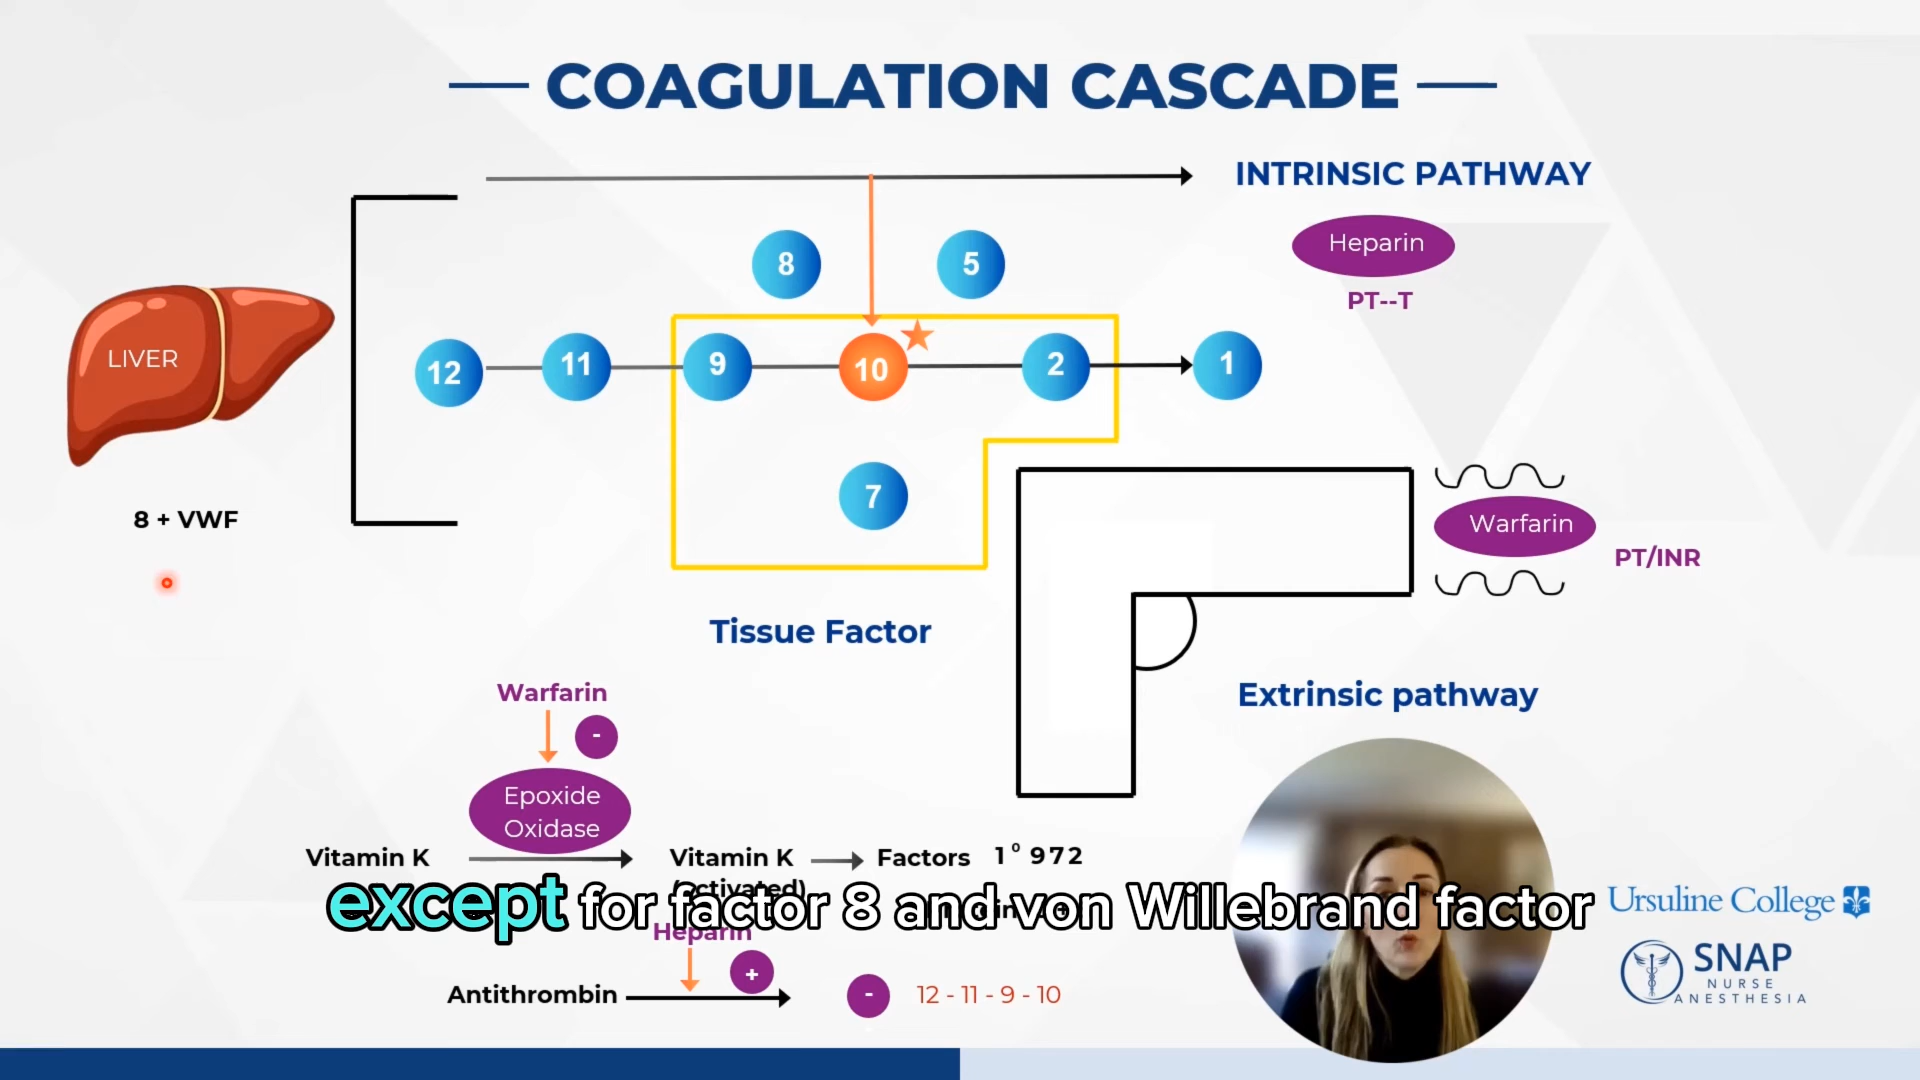 COAGULATION CASCADE
INTRINSIC PATHWAY
Heparin
PT--T
8
5
LIVER
12
11
9
10
2
1
7
8 + VWF
Warfarin
PT/INR
Tissue Factor
Extrinsic pathway
Warfarin
-
Epoxide
Oxidase
Vitamin K
Vitamin K
(activated)
Factors 1° 972
except for factor 8 and von Willebrand factor
Heparin
+
Antithrombin
-
12 - 11 - 9 - 10
Ursuline College
SNAP
NURSE
ANESTHESIA